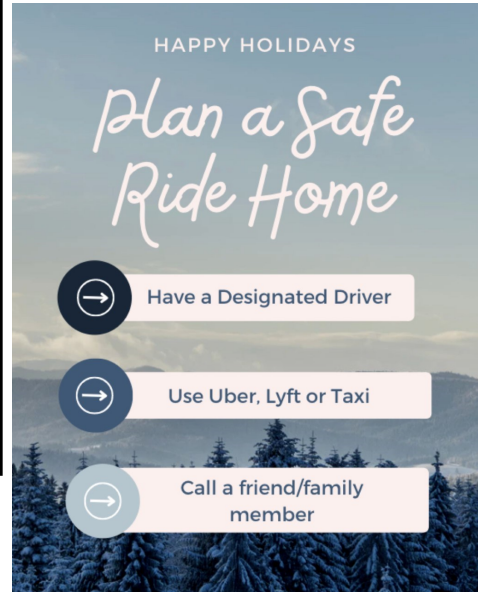 HAPPY HOLIDAYS
Plan a Safe
Ride Home
Have a Designated Driver
Use Uber, Lyft or Taxi
Call a friend/family
member